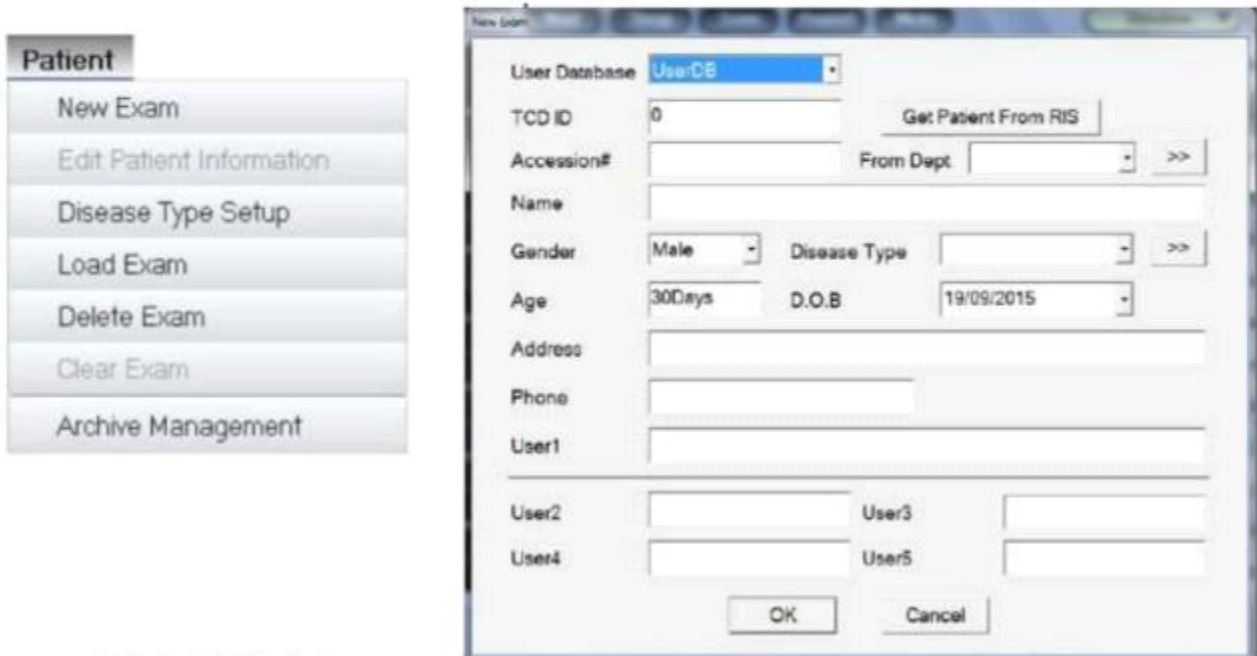 Patient
New Exam
Edit Patient Information
Disease Type Setup
Load Exam
Delete Exam
Clear Exam
Archive Management
New Exam
User Database UserDB
TCD ID 0 Get Patient From RIS
Accession# From Dept >>
Name
Gender Male Disease Type >>
Age 30Days D.O.B 19/09/2015
Address
Phone
User1
User2 User3
User4 User5
OK Cancel